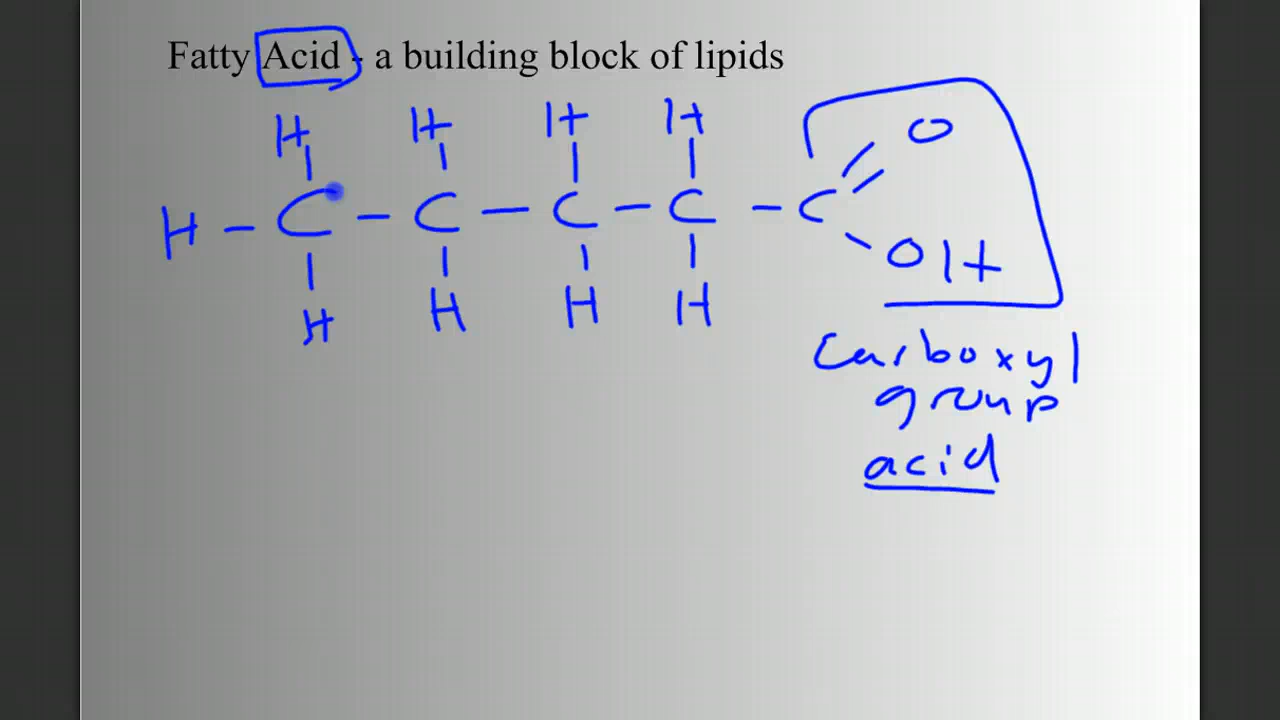 Fatty Acid - a building block of lipids
H H H H O
H - C - C - C - C - C
OH
H H H H
Carboxyl
group
acid